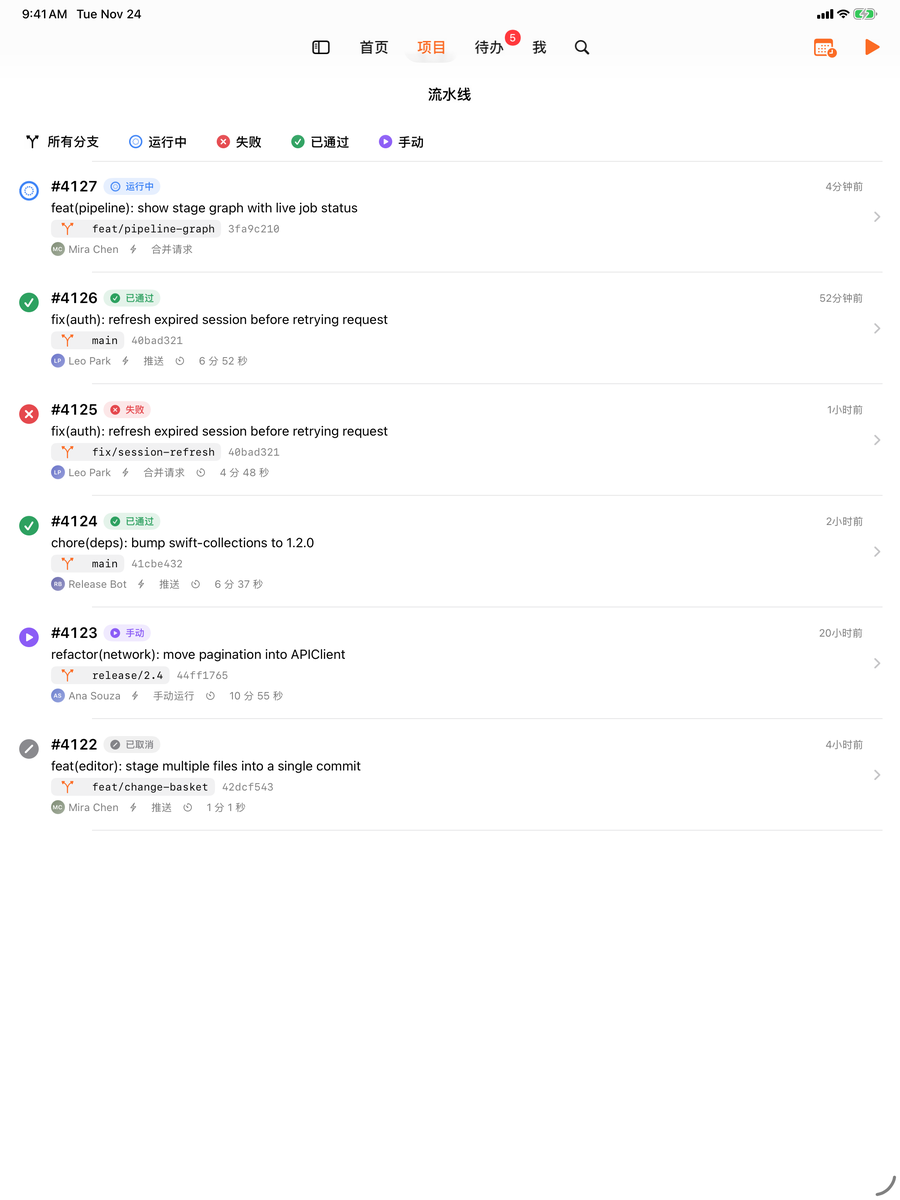 9:41 AM Tue Nov 24
首页 项目 待办 5 我
流水线
所有分支 运行中 失败 已通过 手动
#4127 运行中 4分钟前
feat(pipeline): show stage graph with live job status
feat/pipeline-graph 3fa9c210
MC Mira Chen 合并请求
#4126 已通过 52分钟前
fix(auth): refresh expired session before retrying request
main 40bad321
LP Leo Park 推送 6 分 52 秒
#4125 失败 1小时前
fix(auth): refresh expired session before retrying request
fix/session-refresh 40bad321
LP Leo Park 合并请求 4 分 48 秒
#4124 已通过 2小时前
chore(deps): bump swift-collections to 1.2.0
main 41cbe432
RB Release Bot 推送 6 分 37 秒
#4123 手动 20小时前
refactor(network): move pagination into APIClient
release/2.4 44ff1765
AS Ana Souza 手动运行 10 分 55 秒
#4122 已取消 4小时前
feat(editor): stage multiple files into a single commit
feat/change-basket 42dcf543
MC Mira Chen 推送 1 分 1 秒